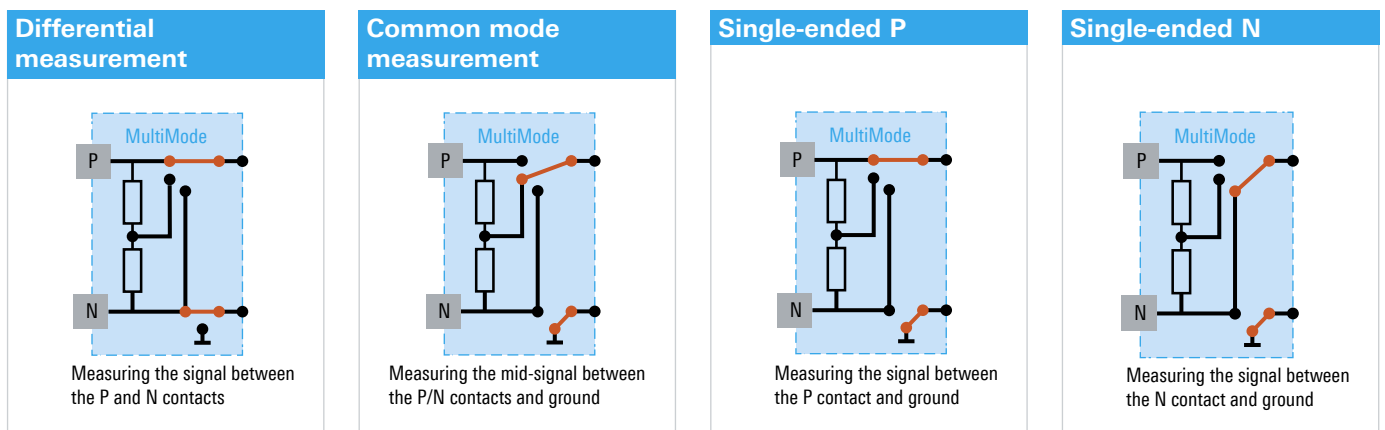 Differential
measurement
MultiMode
P
N
Measuring the signal between
the P and N contacts
Common mode
measurement
MultiMode
P
N
Measuring the mid-signal between
the P/N contacts and ground
Single-ended P
MultiMode
P
N
Measuring the signal between
the P contact and ground
Single-ended N
MultiMode
P
N
Measuring the signal between
the N contact and ground